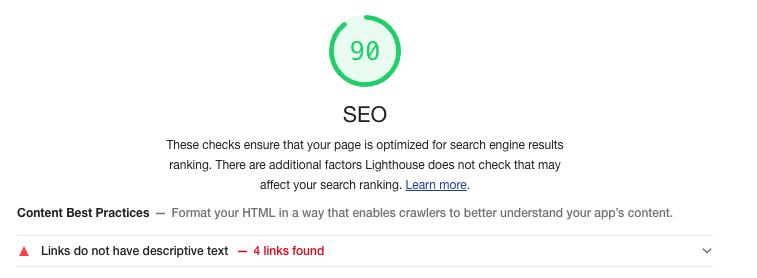 90
SEO
These checks ensure that your page is optimized for search engine results
ranking. There are additional factors Lighthouse does not check that may
affect your search ranking. Learn more.
Content Best Practices — Format your HTML in a way that enables crawlers to better understand your app's content.
Links do not have descriptive text — 4 links found